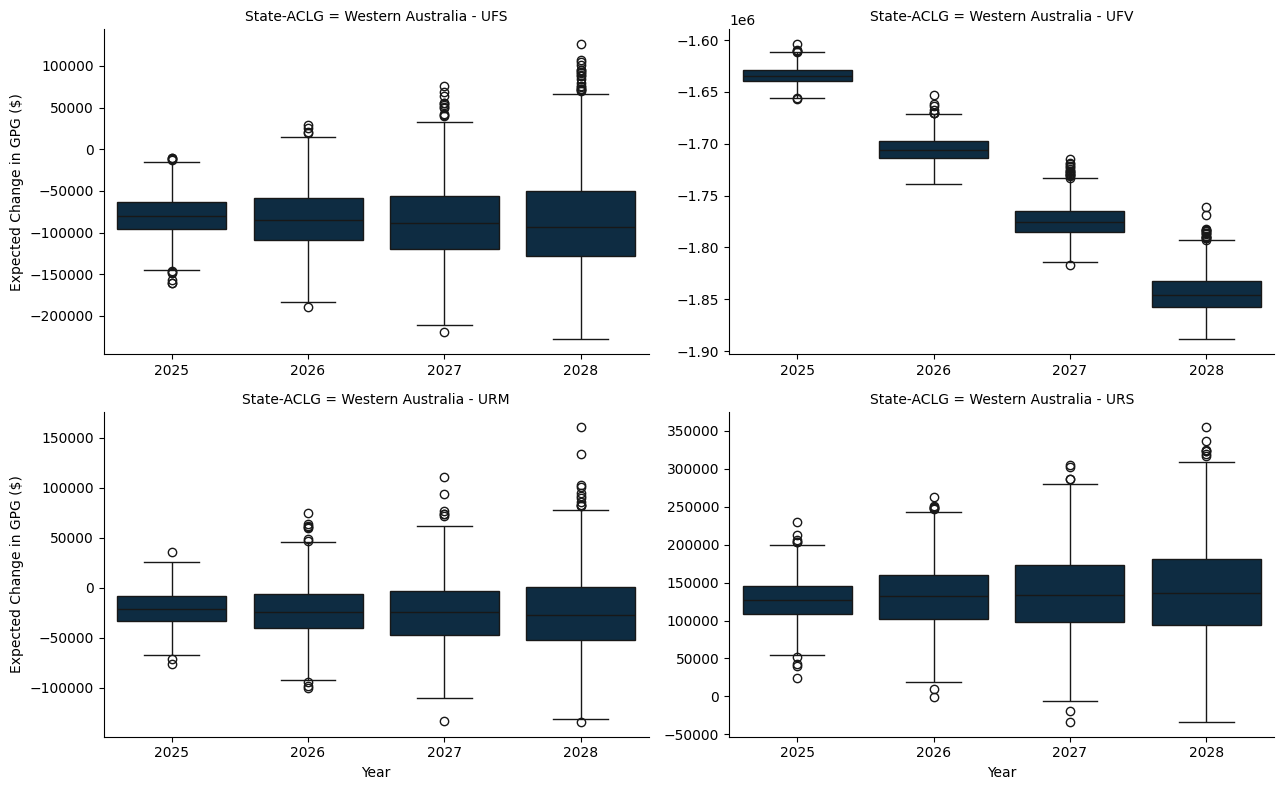 State-ACLG = Western Australia - UFS
Expected Change in GPG ($)
100000
50000
0
−50000
−100000
−150000
−200000
2025 2026 2027 2028
State-ACLG = Western Australia - UFV
1e6
−1.60
−1.65
−1.70
−1.75
−1.80
−1.85
−1.90
2025 2026 2027 2028
State-ACLG = Western Australia - URM
Expected Change in GPG ($)
150000
100000
50000
0
−50000
−100000
2025 2026 2027 2028
Year
State-ACLG = Western Australia - URS
350000
300000
250000
200000
150000
100000
50000
0
−50000
2025 2026 2027 2028
Year